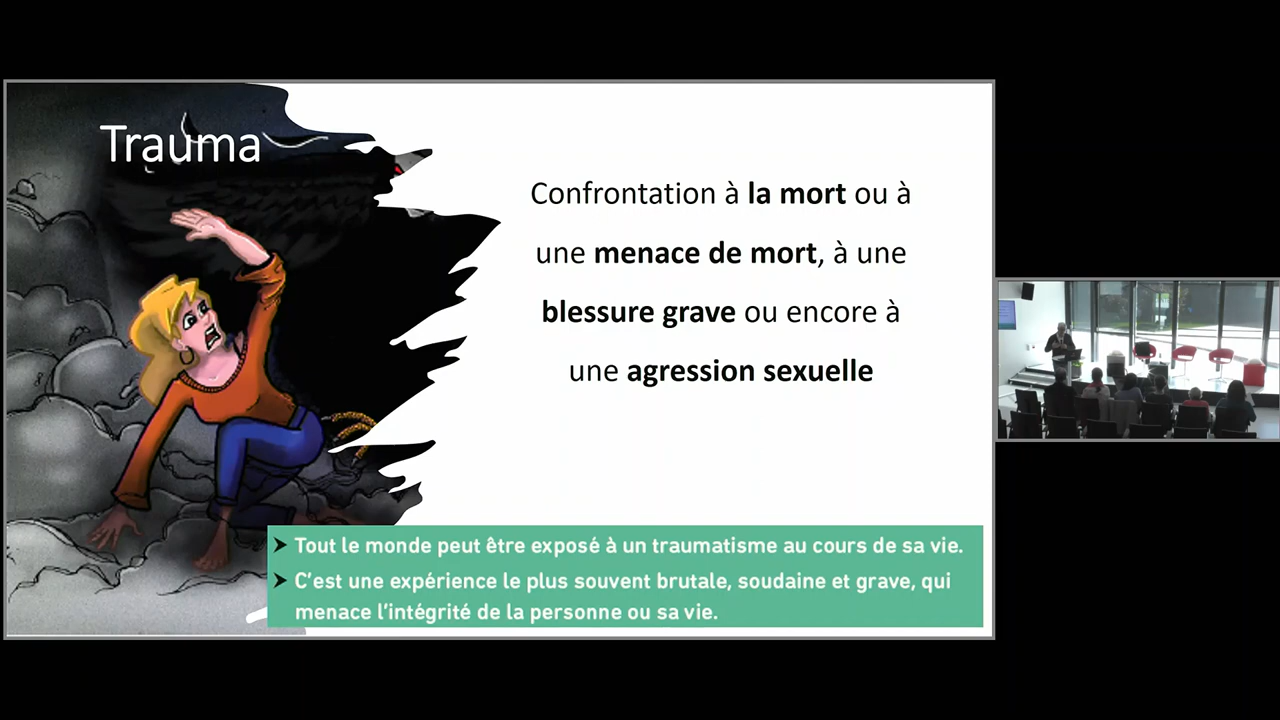 Trauma
Confrontation à la mort ou à
une menace de mort, à une
blessure grave ou encore à
une agression sexuelle
➤ Tout le monde peut être exposé à un traumatisme au cours de sa vie.
➤ C'est une expérience le plus souvent brutale, soudaine et grave, qui
menace l'intégrité de la personne ou sa vie.